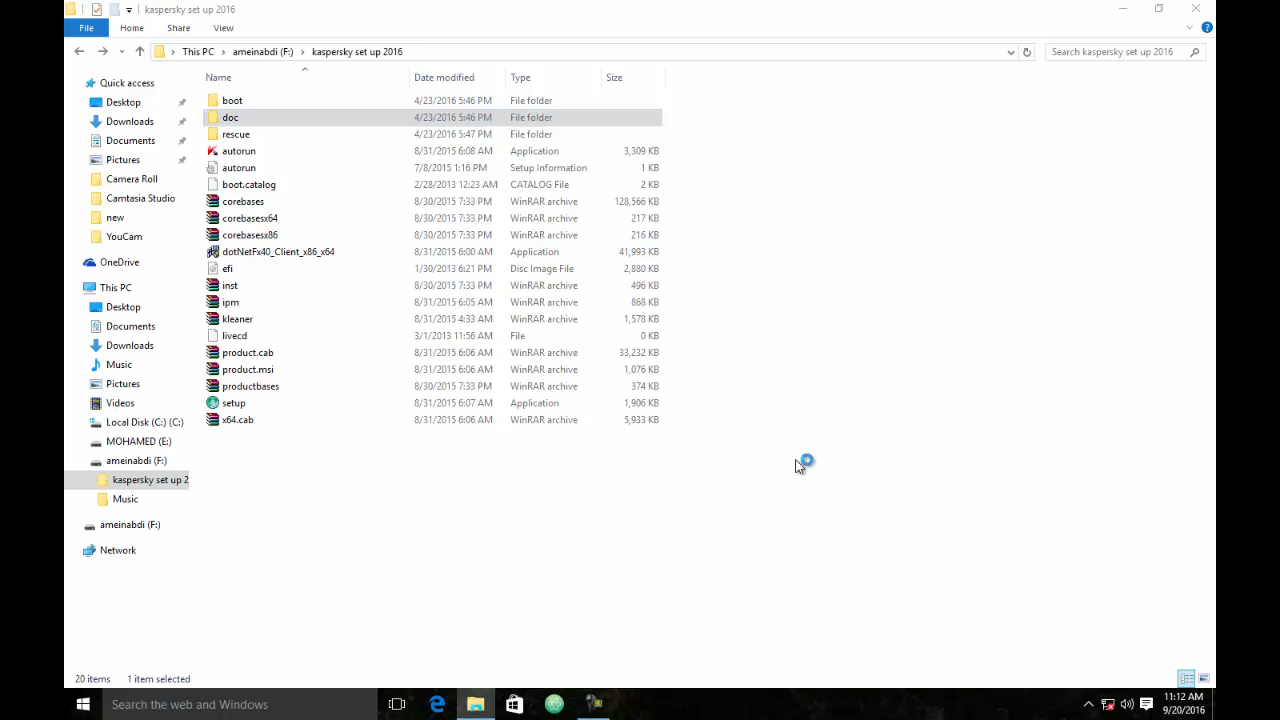 kaspersky set up 2016
File Home Share View
This PC ameinabdi (F:) kaspersky set up 2016 Search kaspersky set up 2016
Name Date modified Type Size
Quick access
Desktop
Downloads
Documents
Pictures
Camera Roll
Camtasia Studio
new
YouCam
OneDrive
This PC
Desktop
Documents
Downloads
Music
Pictures
Videos
Local Disk (C:) (C:)
MOHAMED (E:)
ameinabdi (F:)
kaspersky set up 2
Music
ameinabdi (F:)
Network
boot 4/23/2016 5:46 PM File folder
doc 4/23/2016 5:46 PM File folder
rescue 4/23/2016 5:47 PM File folder
autorun 8/31/2015 6:08 AM Application 3,309 KB
autorun 7/8/2015 1:16 PM Setup Information 1 KB
boot.catalog 2/28/2013 12:23 AM CATALOG File 2 KB
corebases 8/30/2015 7:33 PM WinRAR archive 128,566 KB
corebasesx64 8/30/2015 7:33 PM WinRAR archive 217 KB
corebasesx86 8/30/2015 7:33 PM WinRAR archive 216 KB
dotNetFx40_Client_x86_x64 8/31/2015 6:00 AM Application 41,993 KB
efi 1/30/2013 6:21 PM Disc Image File 2,880 KB
inst 8/30/2015 7:33 PM WinRAR archive 496 KB
ipm 8/31/2015 6:05 AM WinRAR archive 868 KB
kleaner 8/31/2015 4:33 AM WinRAR archive 1,578 KB
livecd 3/1/2013 11:56 AM File 0 KB
product.cab 8/31/2015 6:06 AM WinRAR archive 33,232 KB
product.msi 8/31/2015 6:06 AM WinRAR archive 1,076 KB
productbases 8/30/2015 7:33 PM WinRAR archive 374 KB
setup 8/31/2015 6:07 AM Application 1,906 KB
x64.cab 8/31/2015 6:06 AM WinRAR archive 5,933 KB
20 items 1 item selected
Search the web and Windows
11:12 AM
9/20/2016